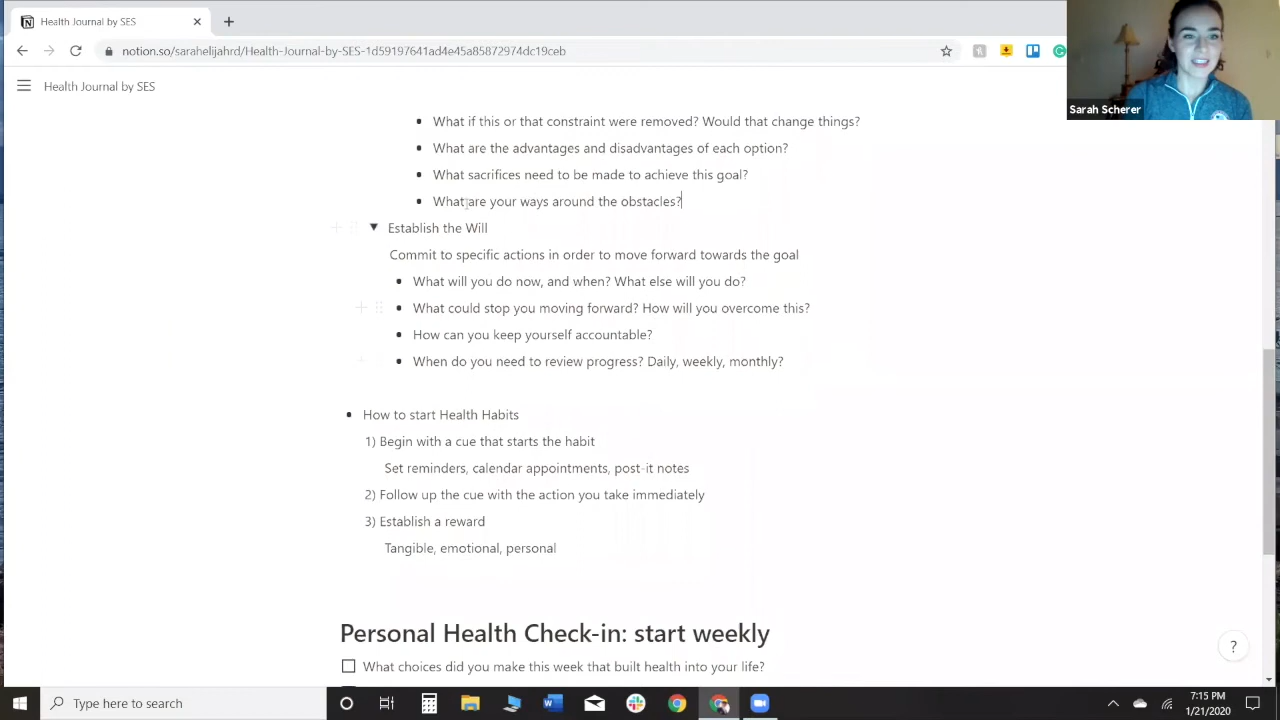 Health Journal by SES
notion.so/sarahelijahrd/Health-Journal-by-SES-1d59197641ad4e45a85872974dc19ceb
Health Journal by SES
Sarah Scherer
What if this or that constraint were removed? Would that change things?
What are the advantages and disadvantages of each option?
What sacrifices need to be made to achieve this goal?
What are your ways around the obstacles?
Establish the Will
Commit to specific actions in order to move forward towards the goal
What will you do now, and when? What else will you do?
What could stop you moving forward? How will you overcome this?
How can you keep yourself accountable?
When do you need to review progress? Daily, weekly, monthly?
How to start Health Habits
1) Begin with a cue that starts the habit
Set reminders, calendar appointments, post-it notes
2) Follow up the cue with the action you take immediately
3) Establish a reward
Tangible, emotional, personal
Personal Health Check-in: start weekly
What choices did you make this week that built health into your life?
?
Type here to search
7:15 PM
1/21/2020